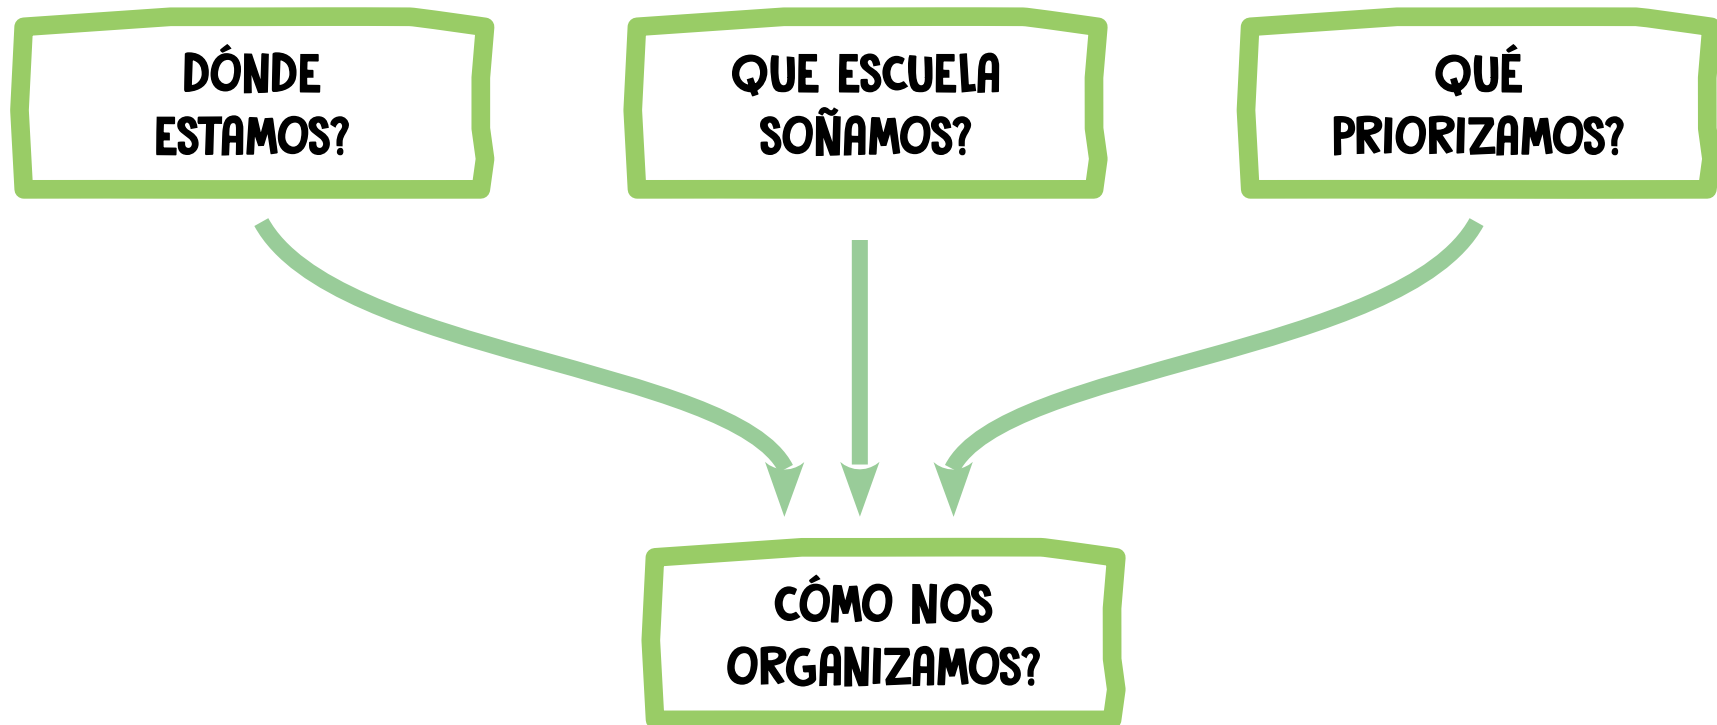 DÓNDE
ESTAMOS?
QUE ESCUELA
SOÑAMOS?
QUÉ
PRIORIZAMOS?
CÓMO NOS
ORGANIZAMOS?